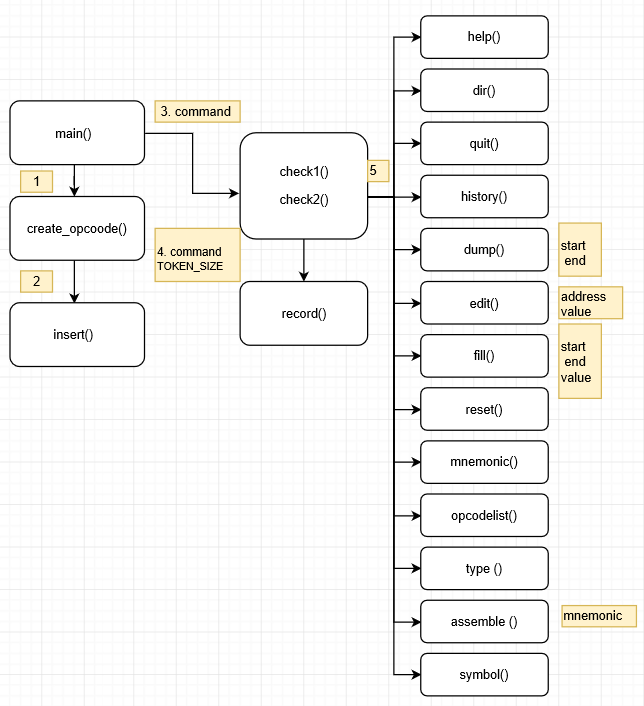 main()
1
create_opcoode()
2
insert()
3. command
4. command
TOKEN_SIZE
check1()
check2()
record()
5
help()
dir()
quit()
history()
dump()
start
end
edit()
address
value
fill()
start
end
value
reset()
mnemonic()
opcodelist()
type ()
assemble ()
mnemonic
symbol()